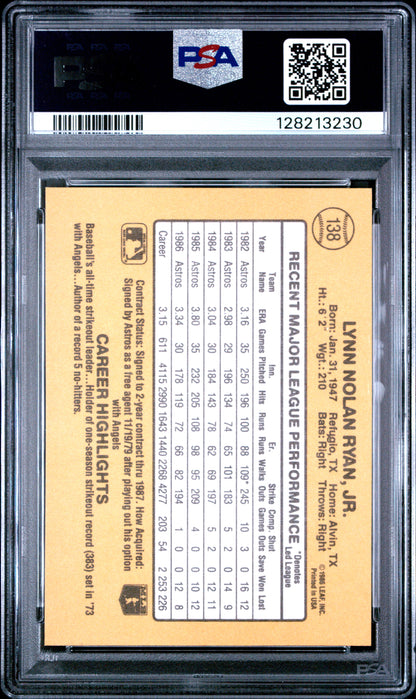 PSA
128213230
138
LYNN NOLAN RYAN, JR.
Born: Jan. 31, 1947 Refugio, TX Home: Alvin, TX
Ht.: 6' 2" Wgt.: 210 Bats: Right Throws: Right
© 1986 LEAF, INC.
Printed in USA
RECENT MAJOR LEAGUE PERFORMANCE
*Denotes
Led League
Team Inn. Er. Strike Comp. Shut
Year Name ERA Games Pitched Hits Runs Runs Walks Outs Games Outs Save Won Lost
1982 Astros 3.16 35 250 196 100 88 109* 245 10 3 0 16 12
1983 Astros 2.98 29 196 134 74 65 101 183 5 2 0 14 9
1984 Astros 3.04 30 184 143 78 62 69 197 5 2 0 12 11
1985 Astros 3.80 35 232 205 108 98 95 209 4 0 0 10 12
1986 Astros 3.34 30 178 119 72 66 82 194 1 0 0 12 8
Career 3.15 611 4115 2990 1643 1440 2268 4277 203 54 2 253 226
Contract Status: Signed to 2-year contract thru 1987. How Acquired:
Signed by Astros as a free agent 11/19/79 after playing out his option
with Angels
CAREER HIGHLIGHTS
Baseball's all-time strikeout leader...Holder of one-season strikeout record (383) set in '73
with Angels...Author of a record 5 no-hitters.